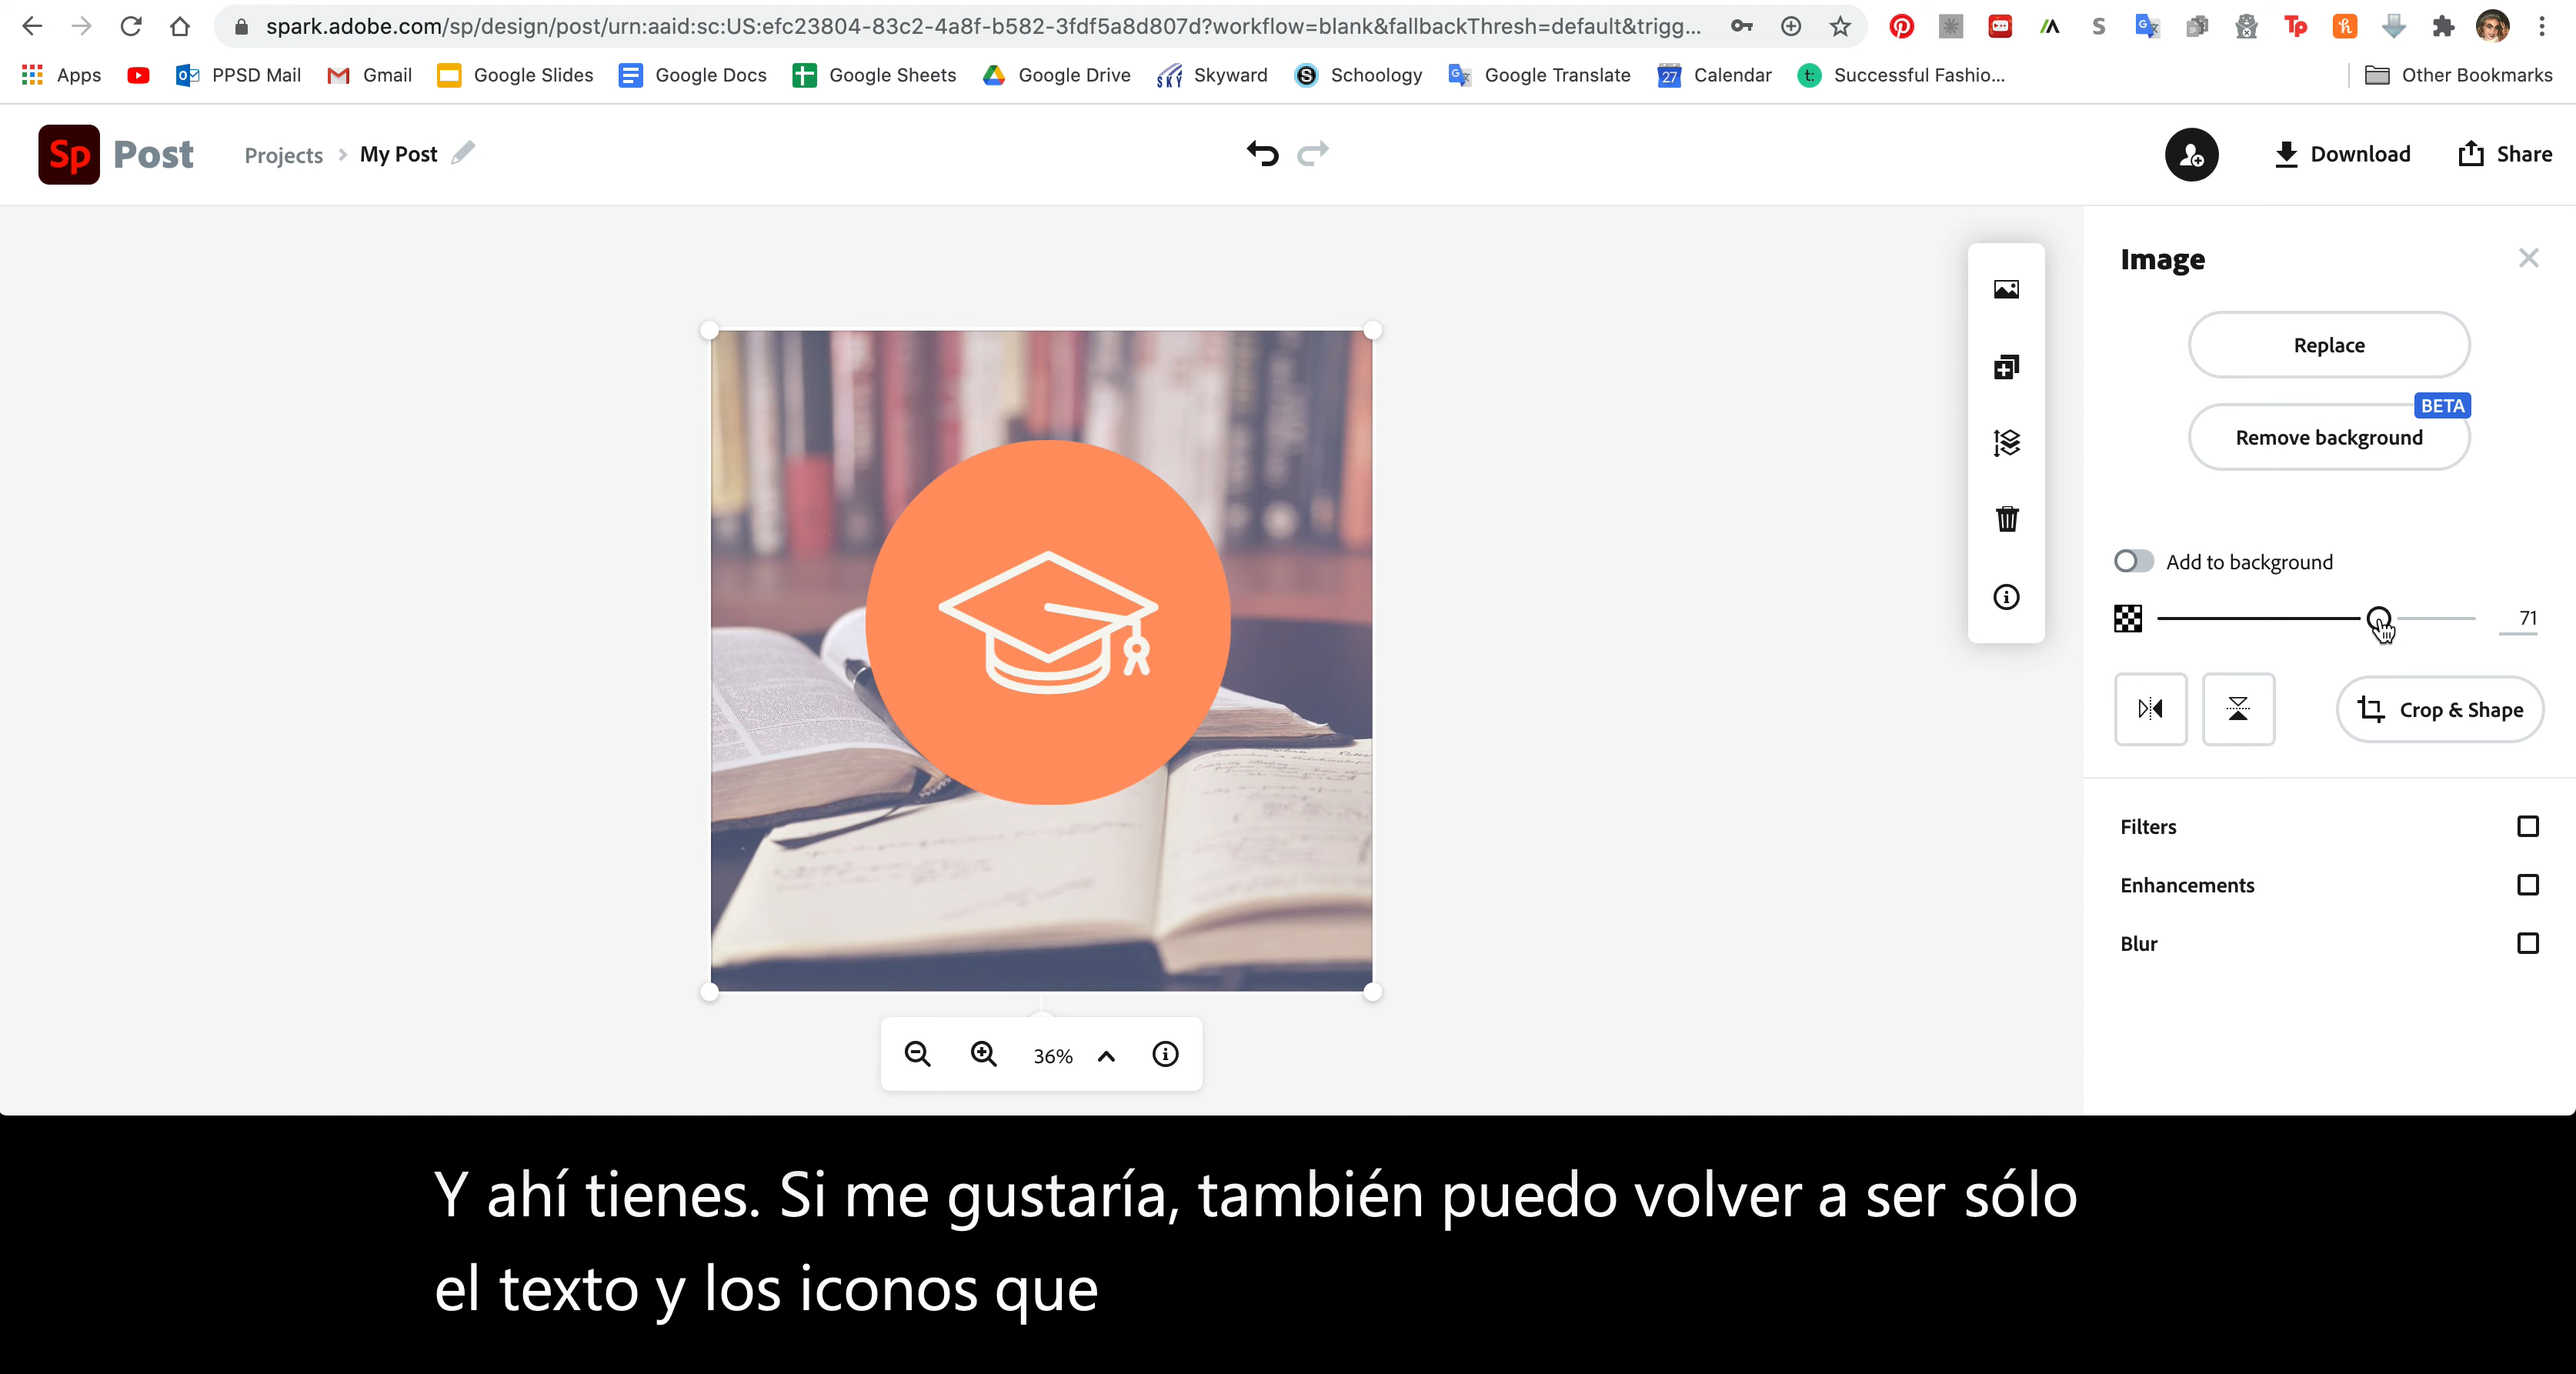 spark.adobe.com/sp/design/post/urn:aaid:sc:US:efc23804-83c2-4a8f-b582-3fdf5a8d807d?workflow=blank&fallbackThresh=default&trigg...
S
Tp
h
Apps
PPSD Mail
Gmail
Google Slides
Google Docs
Google Sheets
Google Drive
SKY Skyward
S Schoology
Google Translate
27 Calendar
t: Successful Fashio...
Other Bookmarks
Sp Post
Projects > My Post
Download
Share
Image
Replace
BETA
Remove background
Add to background
71
Crop & Shape
Filters
Enhancements
Blur
36%
Y ahí tienes. Si me gustaría, también puedo volver a ser sólo
el texto y los iconos que